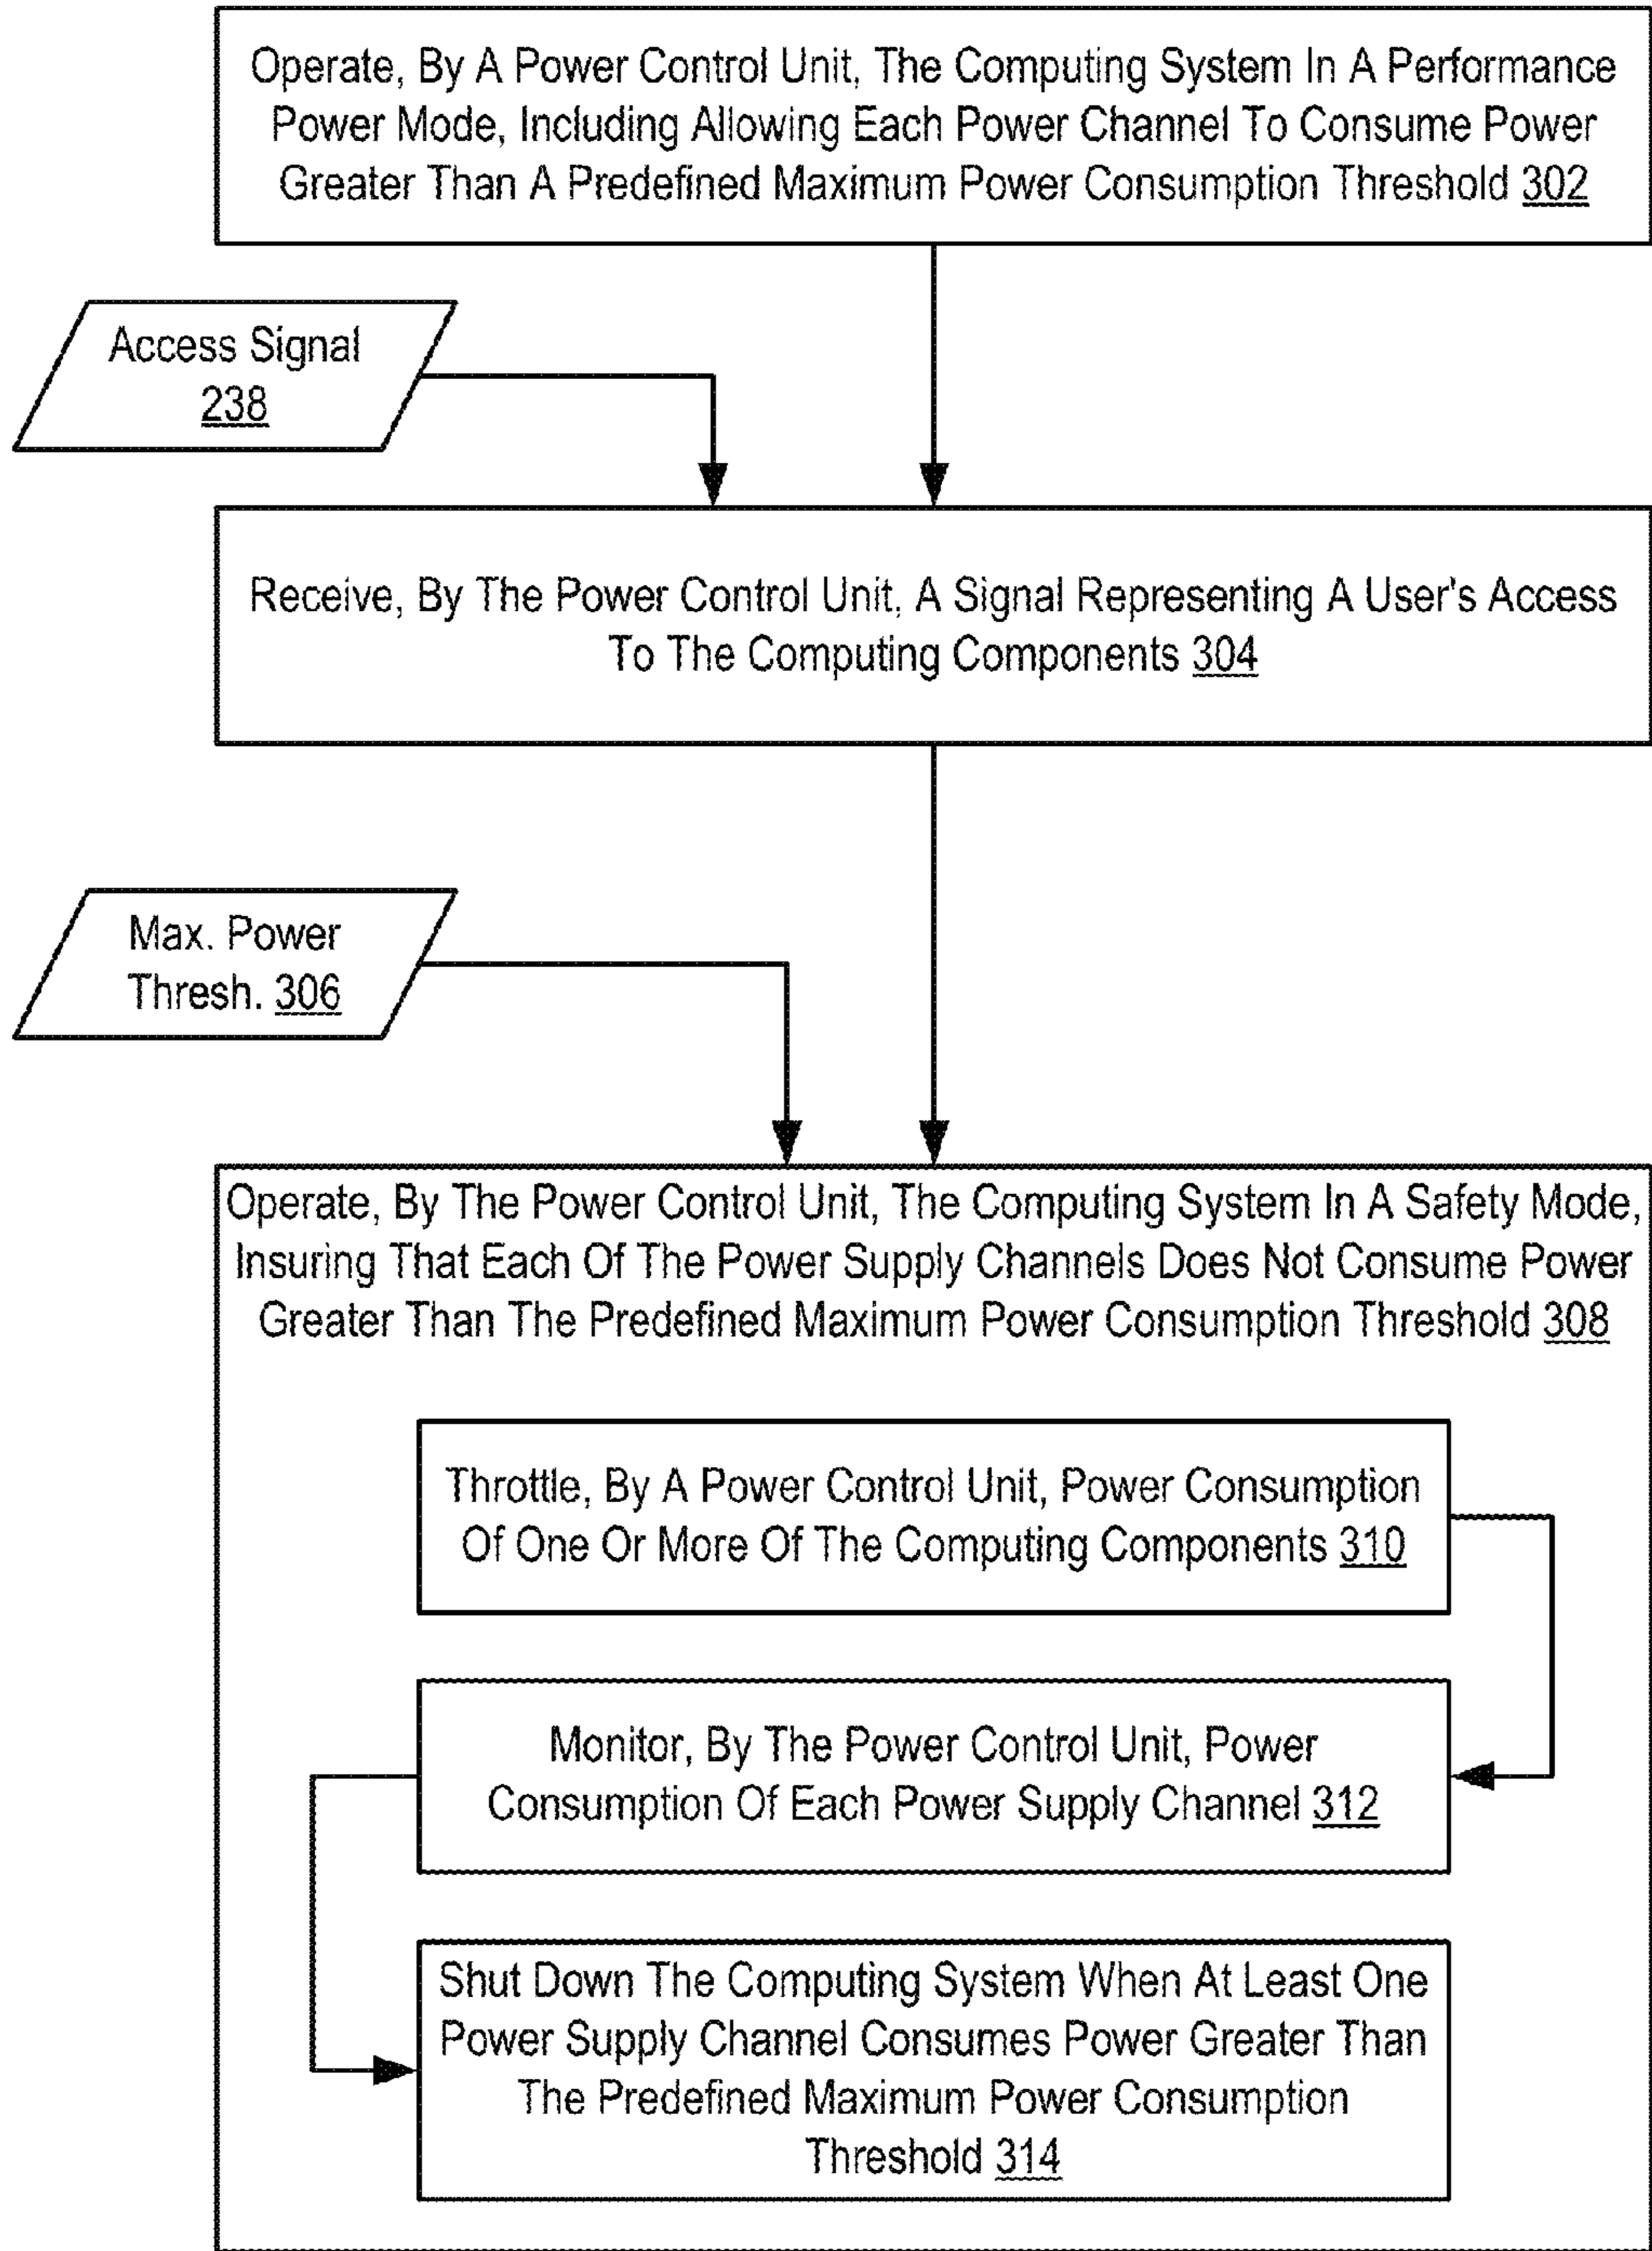 Operate, By A Power Control Unit, The Computing System In A Performance
Power Mode, Including Allowing Each Power Channel To Consume Power
Greater Than A Predefined Maximum Power Consumption Threshold 302
Access Signal
238
Receive, By The Power Control Unit, A Signal Representing A User's Access
To The Computing Components 304
Max. Power
Thresh. 306
Operate, By The Power Control Unit, The Computing System In A Safety Mode,
Insuring That Each Of The Power Supply Channels Does Not Consume Power
Greater Than The Predefined Maximum Power Consumption Threshold 308
Throttle, By A Power Control Unit, Power Consumption
Of One Or More Of The Computing Components 310
Monitor, By The Power Control Unit, Power
Consumption Of Each Power Supply Channel 312
Shut Down The Computing System When At Least One
Power Supply Channel Consumes Power Greater Than
The Predefined Maximum Power Consumption
Threshold 314